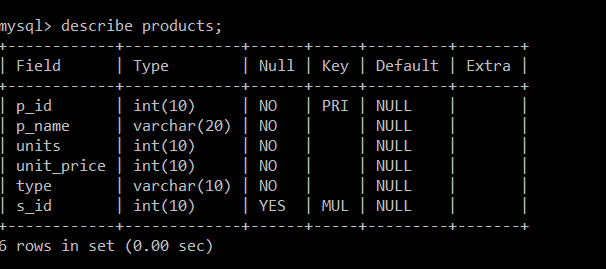 mysql> describe products;
+------------+-------------+------+-----+---------+-------+
| Field      | Type        | Null | Key | Default | Extra |
+------------+-------------+------+-----+---------+-------+
| p_id       | int(10)     | NO   | PRI | NULL    |       |
| p_name     | varchar(20) | NO   |     | NULL    |       |
| units      | int(10)     | NO   |     | NULL    |       |
| unit_price | int(10)     | NO   |     | NULL    |       |
| type       | varchar(10) | NO   |     | NULL    |       |
| s_id       | int(10)     | YES  | MUL | NULL    |       |
+------------+-------------+------+-----+---------+-------+
6 rows in set (0.00 sec)